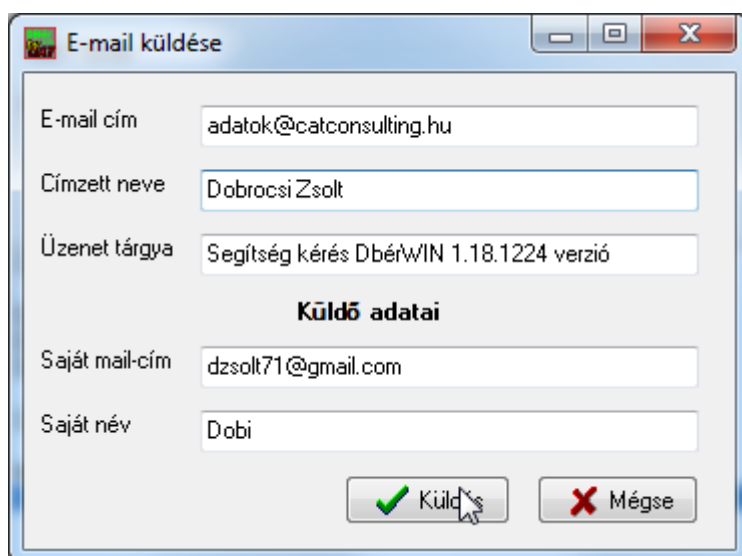 E-mail küldése
E-mail cím adatok@catconsulting.hu
Címzett neve Dobrocsi Zsolt
Üzenet tárgya Segítség kérés DbérWIN 1.18.1224 verzió
Küldő adatai
Saját mail-cím dzsolt71@gmail.com
Saját név Dobi
Küldés Mégse